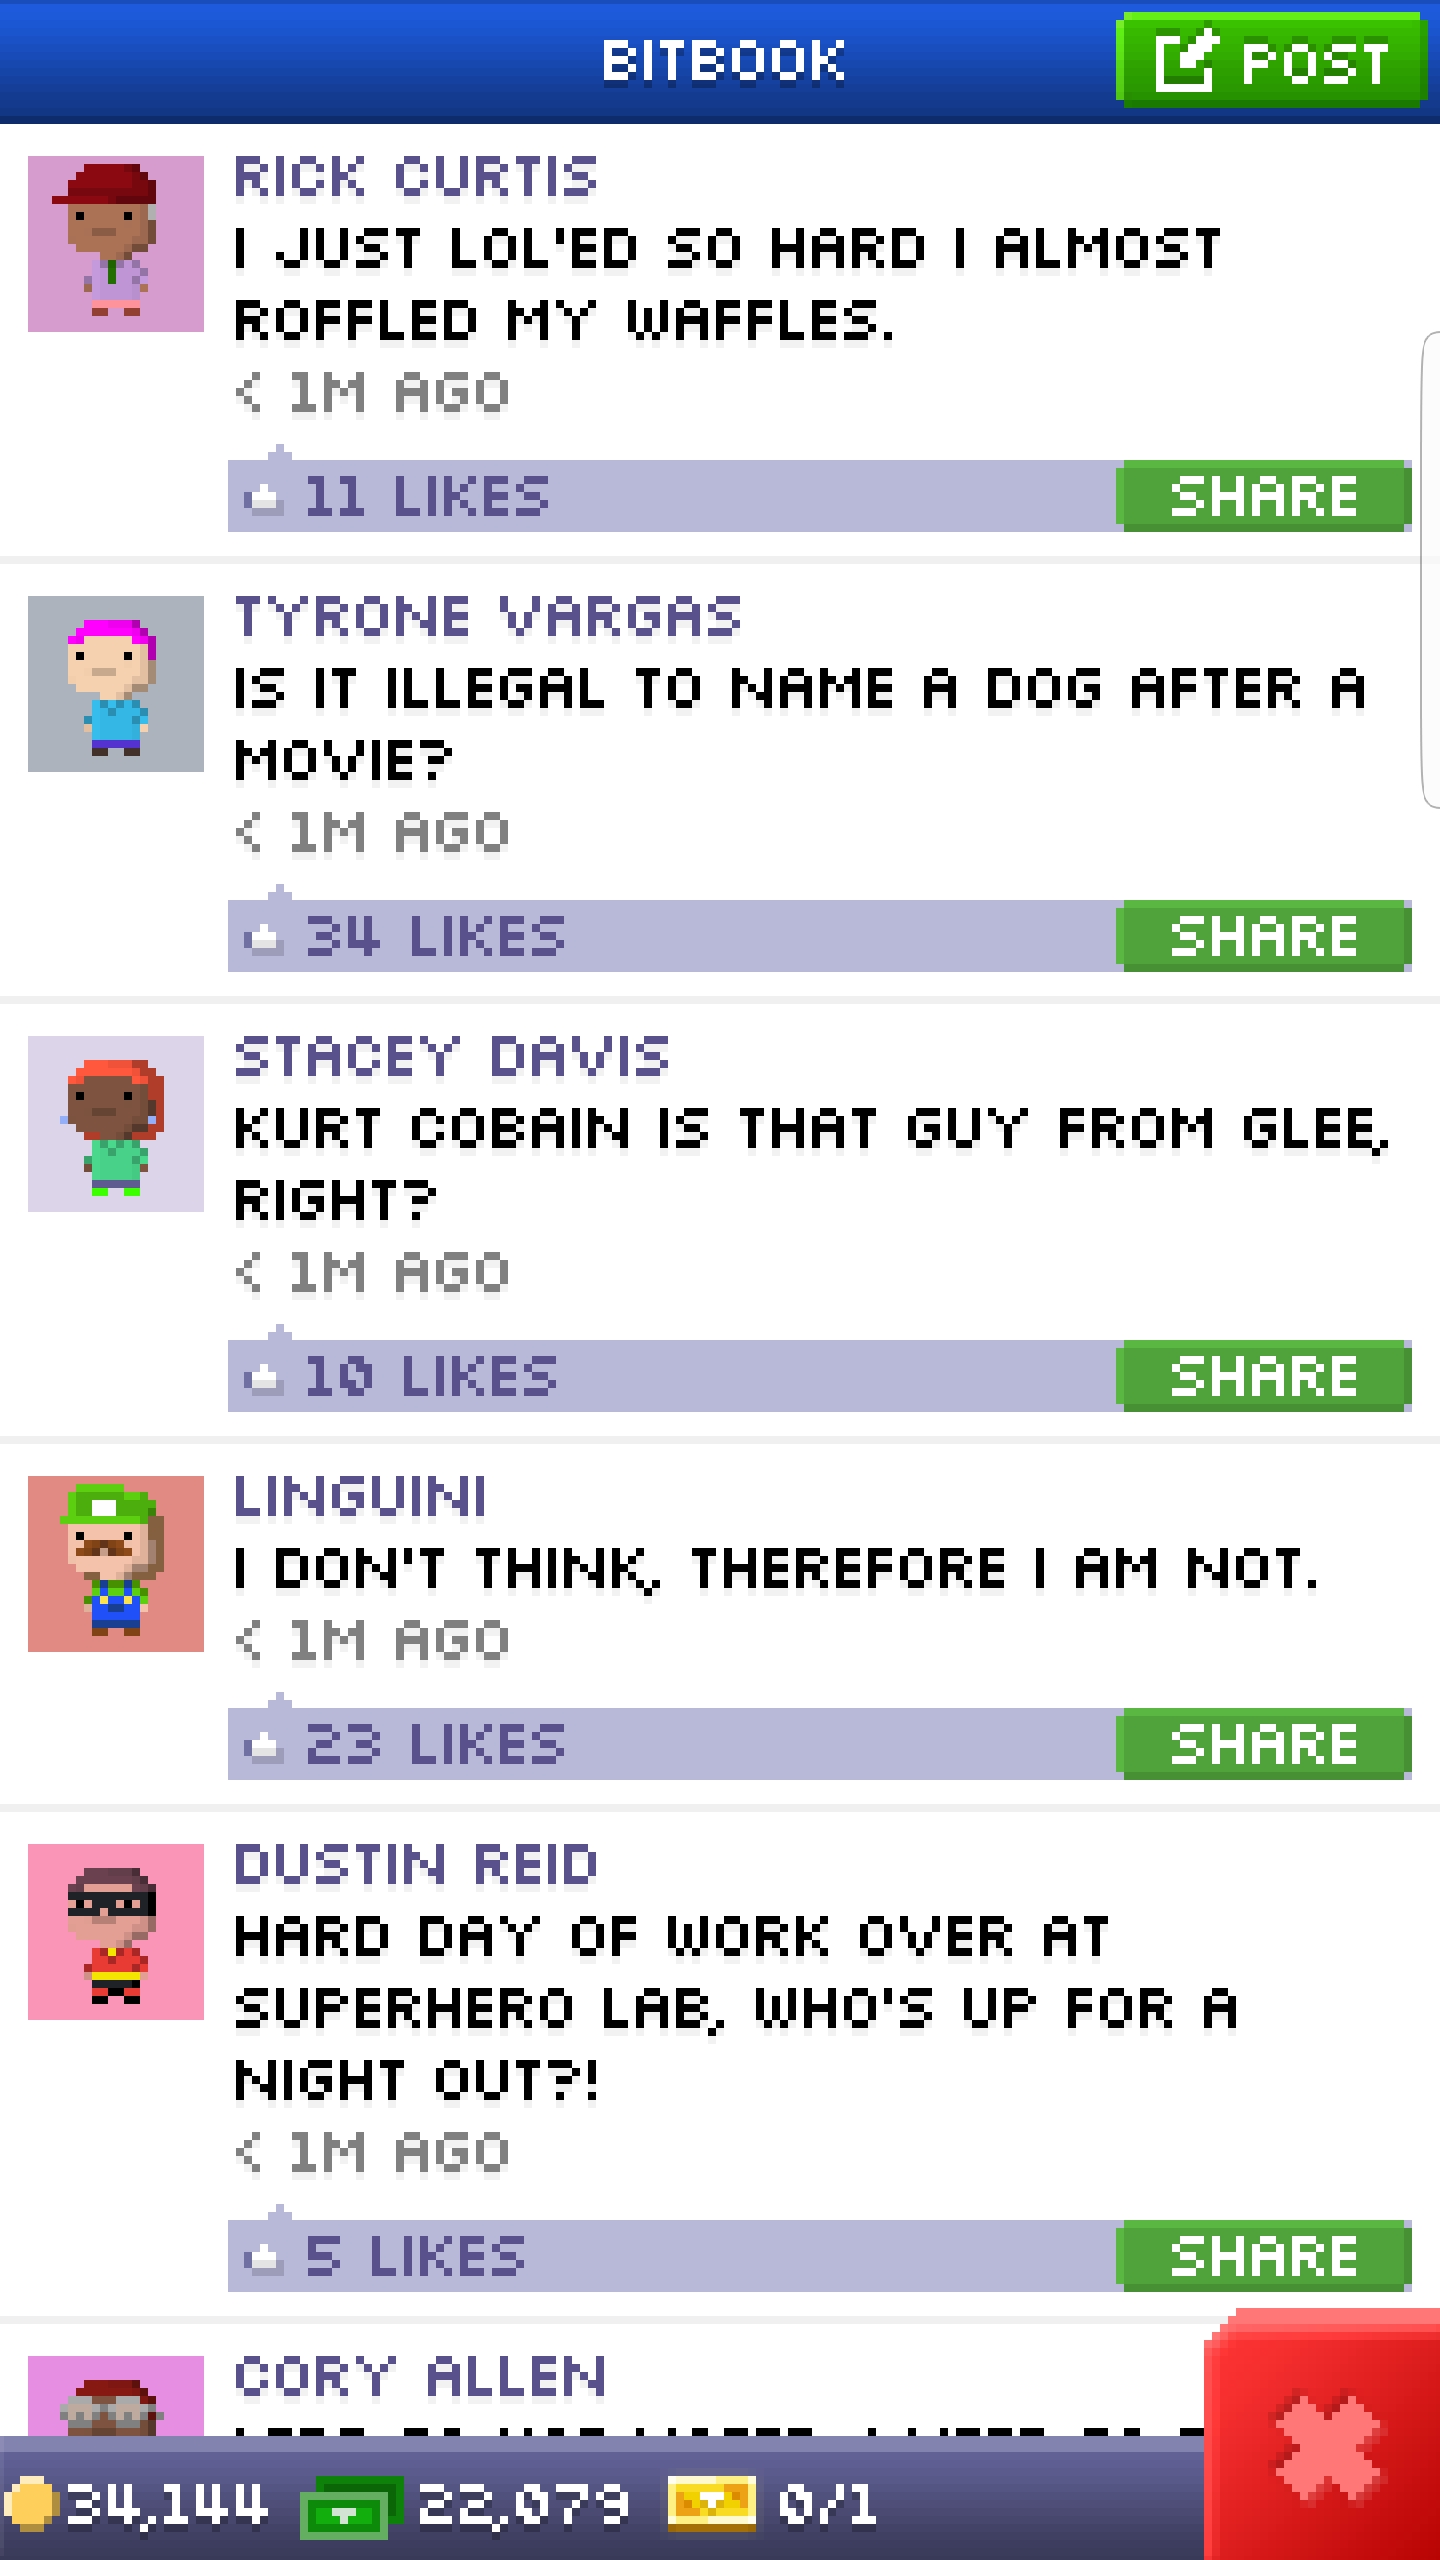 BITBOOK
POST
RICK CURTIS
I JUST LOL'ED SO HARD I ALMOST
ROFFLED MY WAFFLES.
< 1M AGO
11 LIKES
SHARE
TYRONE VARGAS
IS IT ILLEGAL TO NAME A DOG AFTER A
MOVIE?
< 1M AGO
34 LIKES
SHARE
STACEY DAVIS
KURT COBAIN IS THAT GUY FROM GLEE,
RIGHT?
< 1M AGO
10 LIKES
SHARE
LINGUINI
I DON'T THINK, THEREFORE I AM NOT.
< 1M AGO
23 LIKES
SHARE
DUSTIN REID
HARD DAY OF WORK OVER AT
SUPERHERO LAB, WHO'S UP FOR A
NIGHT OUT?!
< 1M AGO
5 LIKES
SHARE
CORY ALLEN
34,144
22,079
0/1